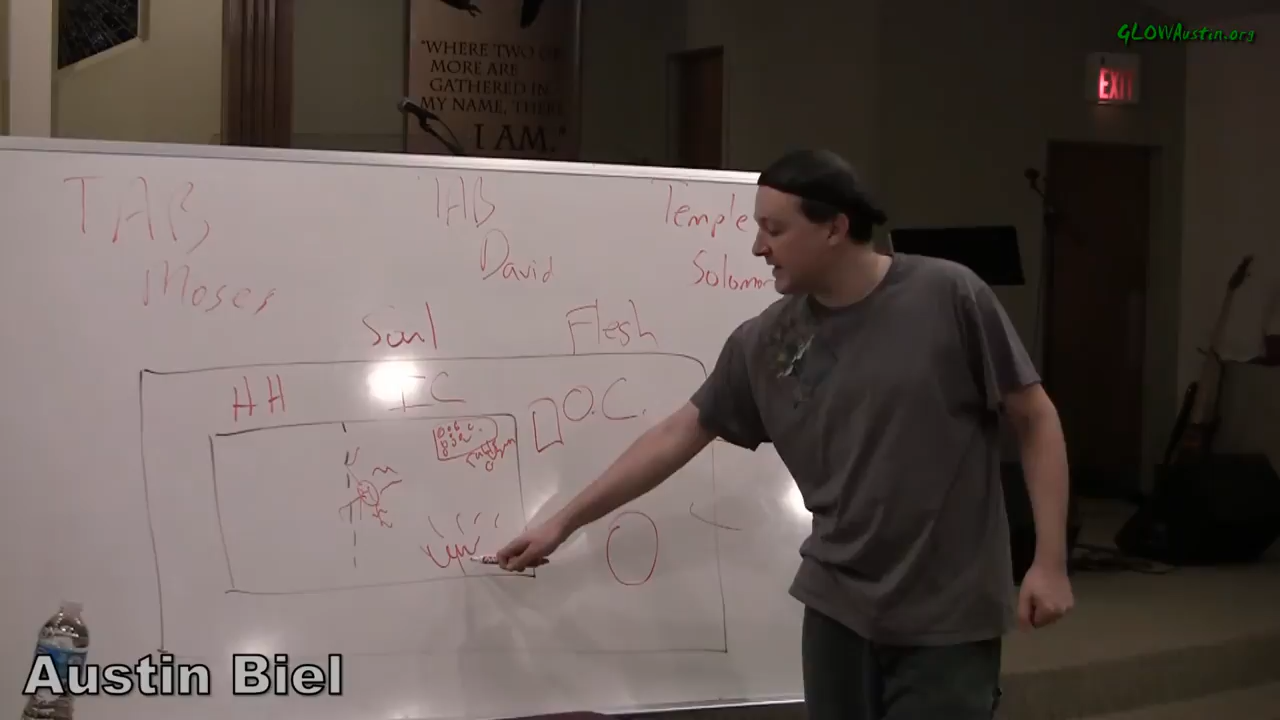 GLOWAustin.org
"WHERE TWO OR
MORE ARE
GATHERED IN
MY NAME, THERE
I AM."
EXIT
TAB
Moses
TAB
David
Temple
Solomon
Soul
Flesh
HH
I C
O.C.
Austin Biel